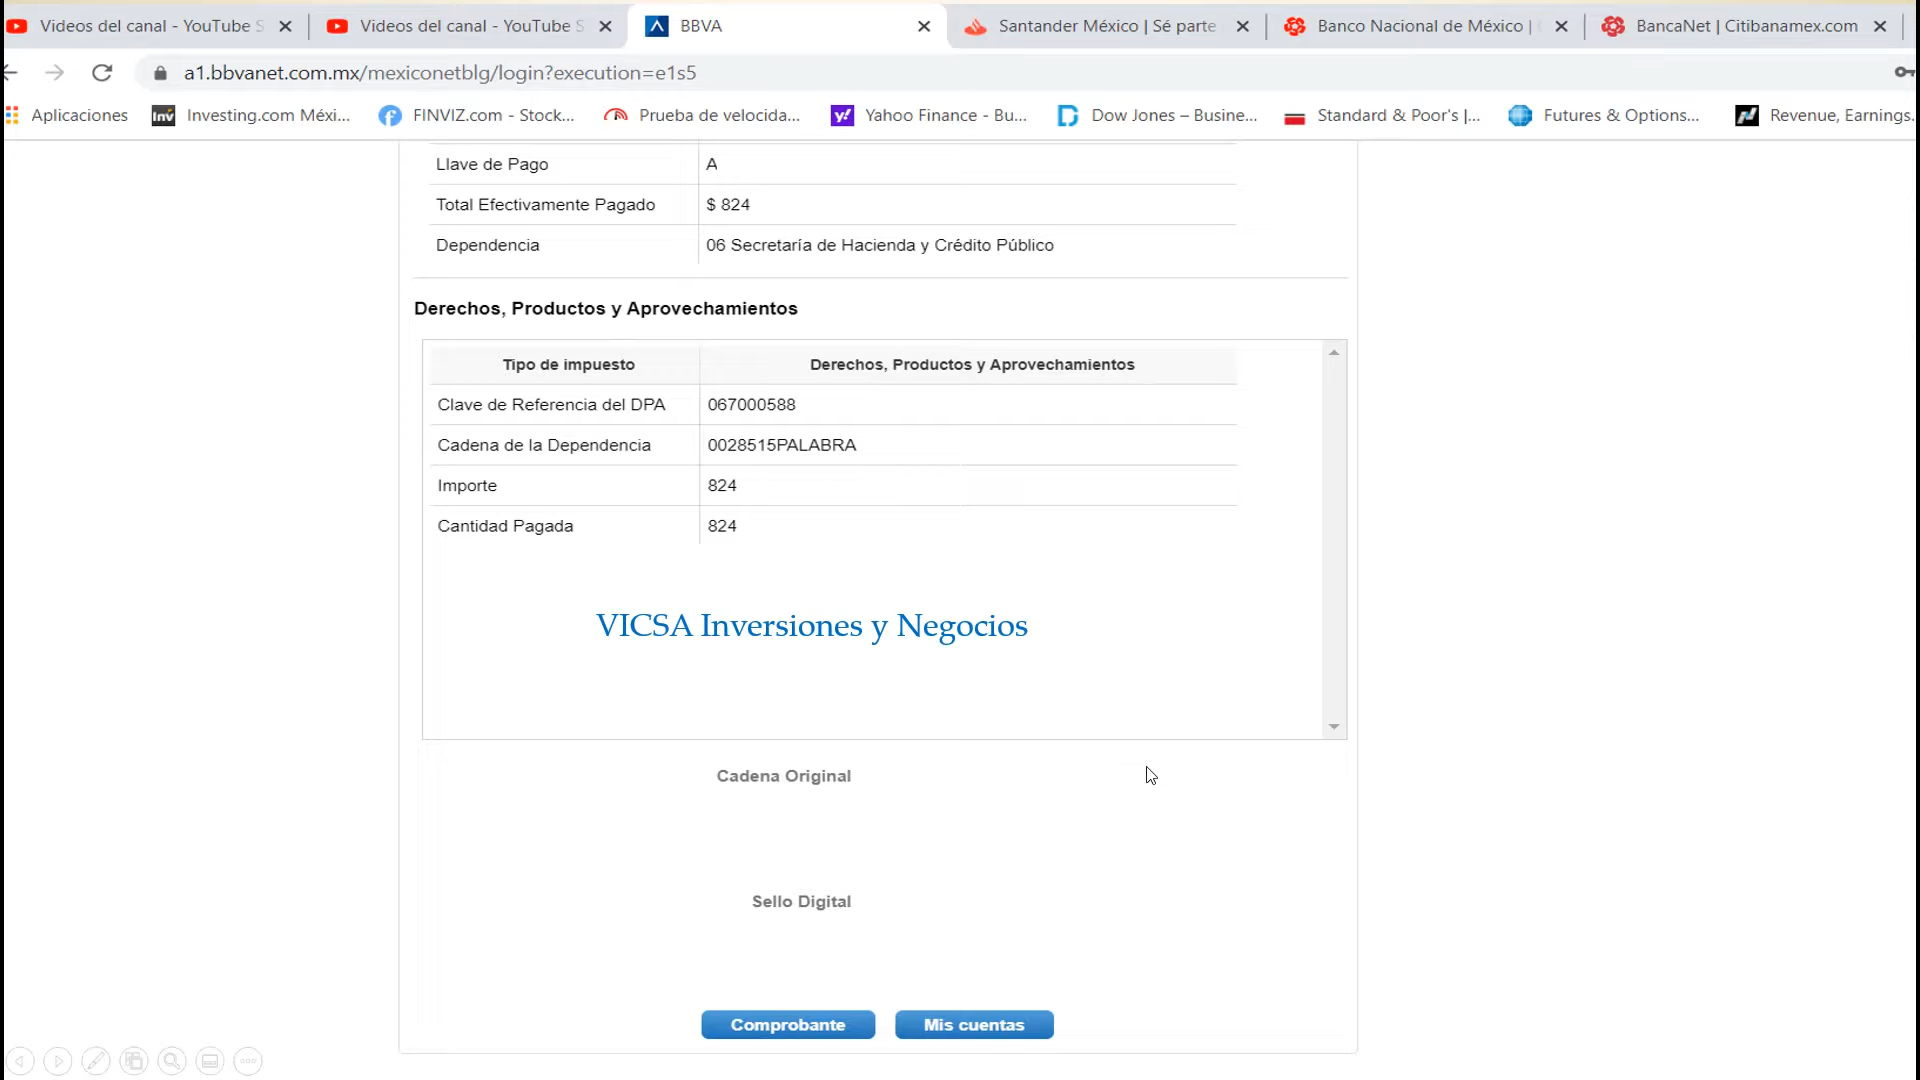 Videos del canal - YouTube S
Videos del canal - YouTube S
BBVA
Santander México | Sé parte
Banco Nacional de México |
BancaNet | Citibanamex.com
a1.bbvanet.com.mx/mexiconetblg/login?execution=e1s5
Aplicaciones
Inv
Investing.com Méxi...
FINVIZ.com - Stock...
Prueba de velocida...
y!
Yahoo Finance - Bu...
Dow Jones – Busine...
Standard & Poor's |...
Futures & Options...
Revenue, Earnings.
Llave de Pago A
Total Efectivamente Pagado $ 824
Dependencia 06 Secretaría de Hacienda y Crédito Público
Derechos, Productos y Aprovechamientos
Tipo de impuesto Derechos, Productos y Aprovechamientos
Clave de Referencia del DPA 067000588
Cadena de la Dependencia 0028515PALABRA
Importe 824
Cantidad Pagada 824
VICSA Inversiones y Negocios
Cadena Original
Sello Digital
Comprobante Mis cuentas